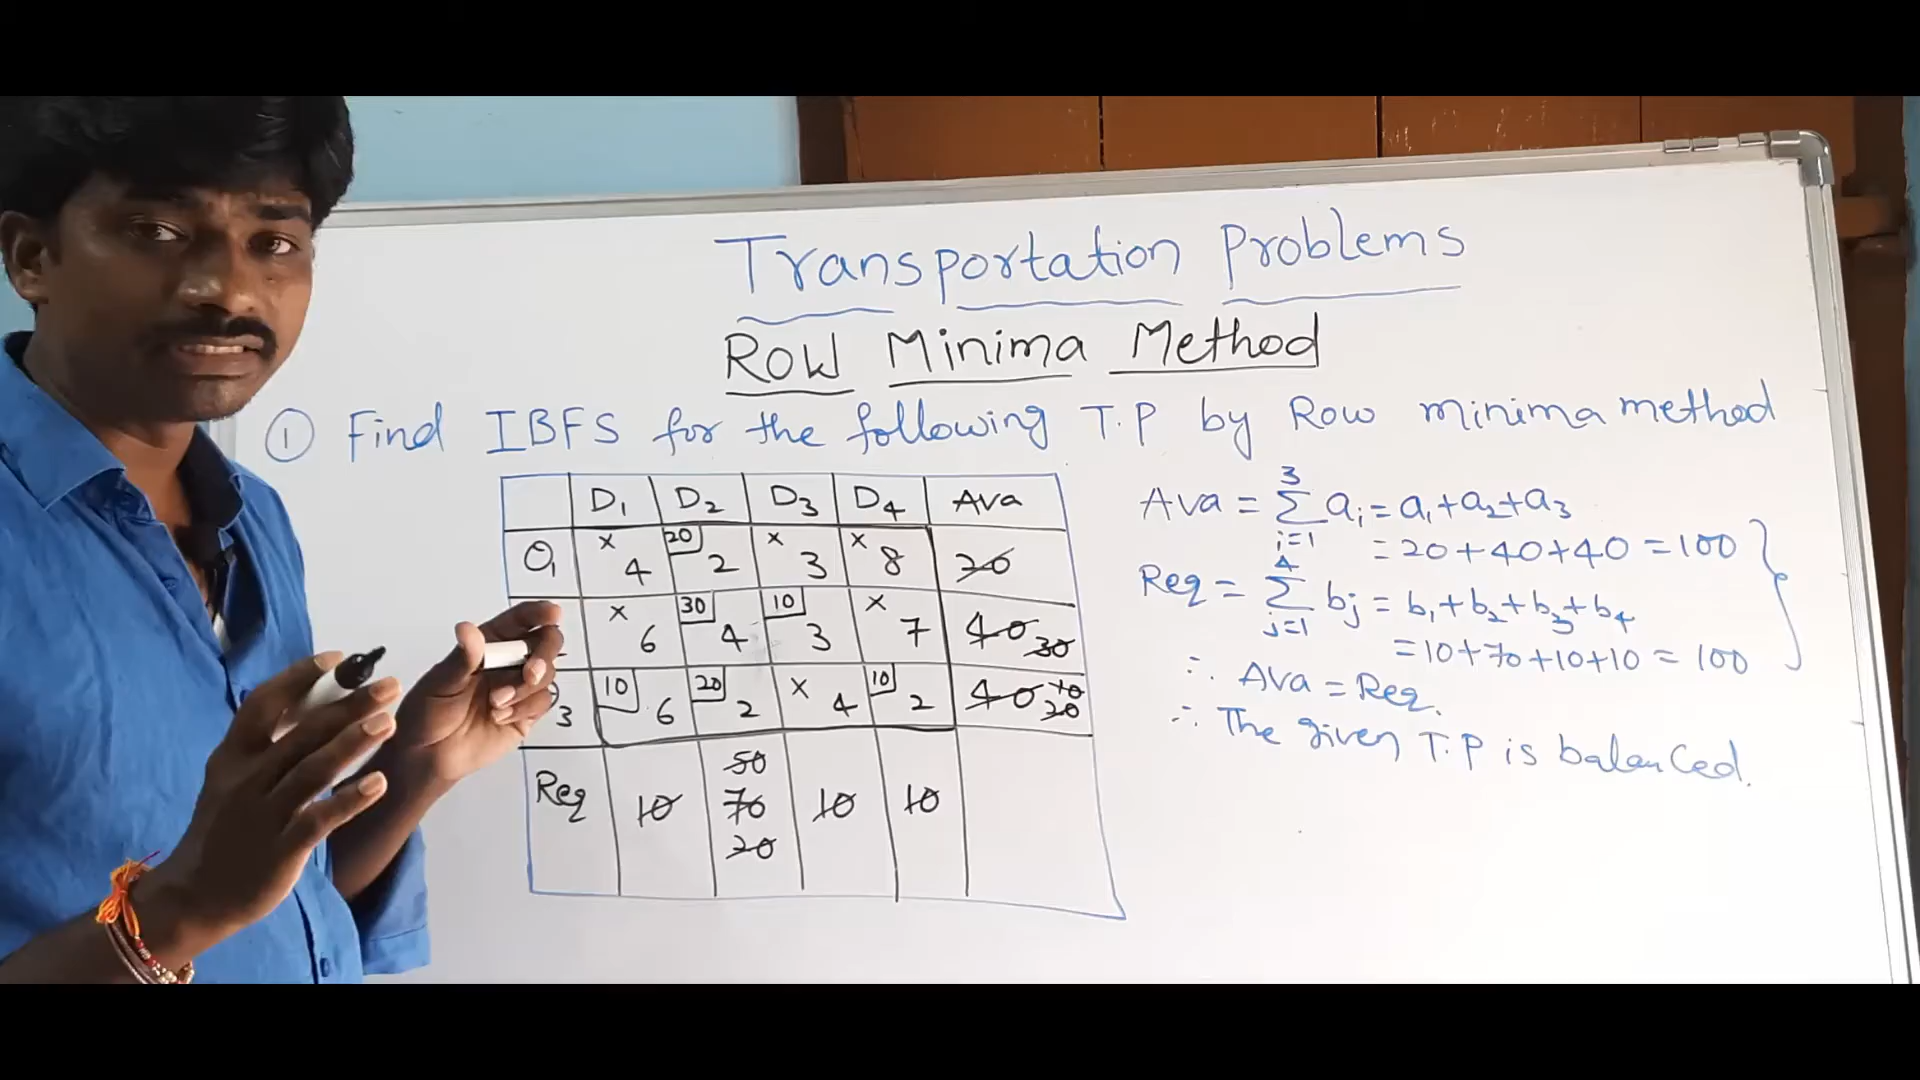 Transportation Problems
Row Minima Method
① Find IBFS for the following T.P by Row minima method
D₁ D₂ D₃ D₄ Ava
O₁ × 4 20 2 × 3 × 8 20
× 6 30 4 10 3 × 7 40 30
3 10 6 20 2 × 4 10 2 40 10 20
Req 10 50 70 20 10 10
Ava = 3 Σ i=1 aᵢ = a₁+a₂+a₃
= 20+40+40 = 100
Req = 4 Σ j=1 bj = b₁+b₂+b₃+b₄
= 10+70+10+10 = 100
∴ Ava = Req.
∴ The given T.P is balanced.